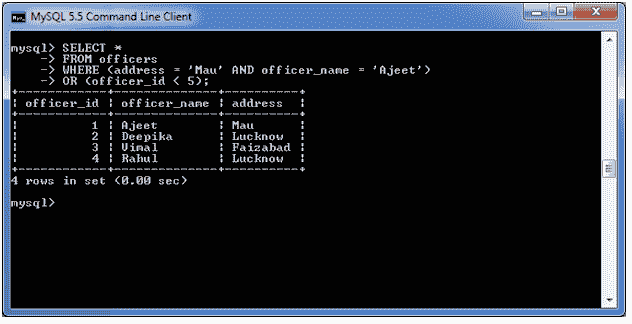 MySQL 5.5 Command Line Client
mysql> SELECT *
-> FROM officers
-> WHERE (address = 'Mau' AND officer_name = 'Ajeet')
-> OR (officer_id < 5);
+------------+--------------+-----------+
| officer_id | officer_name | address |
+------------+--------------+-----------+
| 1 | Ajeet | Mau |
| 2 | Deepika | Lucknow |
| 3 | Vimal | Faizabad |
| 4 | Rahul | Lucknow |
+------------+--------------+-----------+
4 rows in set (0.00 sec)
mysql>